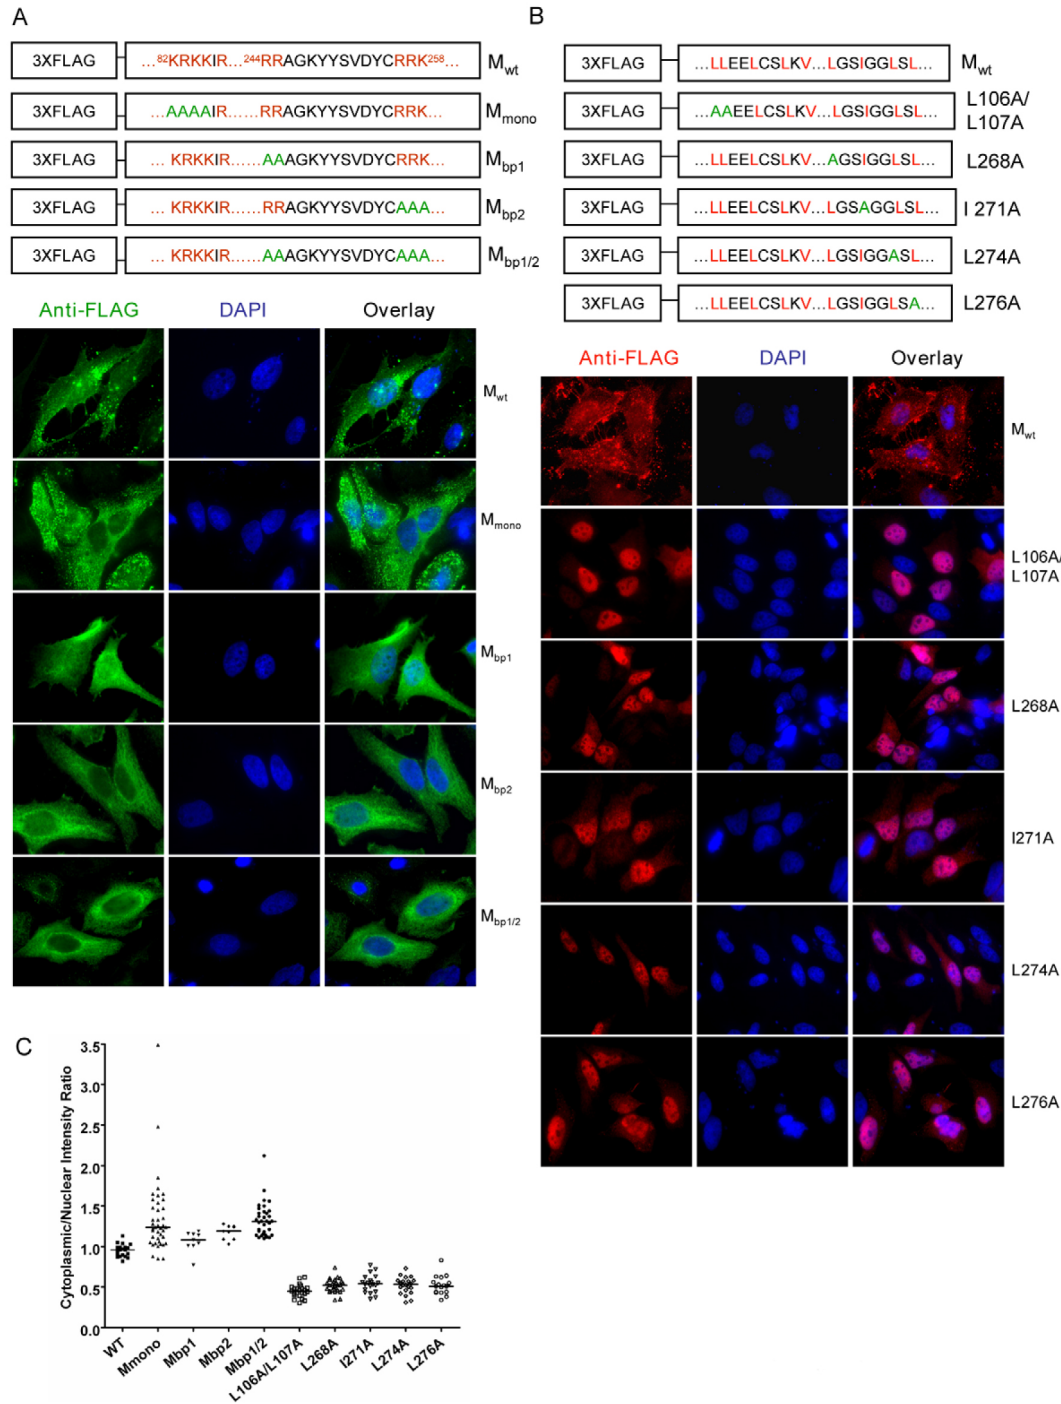 A
3XFLAG
...82KRKKIR...244RRAGKYYSVDYCRRK258...
Mwt
3XFLAG
... AAAAIR......RRAGKYYSVDYCRRK...
Mmono
3XFLAG
... KRKKIR......AAAGKYYSVDYCRRK...
Mbp1
3XFLAG
... KRKKIR......RRAGKYYSVDYCAAA...
Mbp2
3XFLAG
... KRKKIR......AAAGKYYSVDYCAAA...
Mbp1/2
Anti-FLAG
DAPI
Overlay
Mwt
Mmono
Mbp1
Mbp2
Mbp1/2
B
3XFLAG
...LLEELCSLKV...LGSIGGLSL...
Mwt
3XFLAG
...AAEELCSLKV...LGSIGGLSL...
L106A/
L107A
3XFLAG
...LLEELCSLKV...AGSIGGLSL...
L268A
3XFLAG
...LLEELCSLKV...LGSAGGLSL...
I 271A
3XFLAG
...LLEELCSLKV...LGSIGGASL...
L274A
3XFLAG
...LLEELCSLKV...LGSIGGLSA...
L276A
Anti-FLAG
DAPI
Overlay
Mwt
L106A/
L107A
L268A
I271A
L274A
L276A
C
Cytoplasmic/Nuclear Intensity Ratio
3.5
3.0
2.5
2.0
1.5
1.0
0.5
0.0
WT
Mmono
Mbp1
Mbp2
Mbp1/2
L106A/L107A
L268A
I271A
L274A
L276A